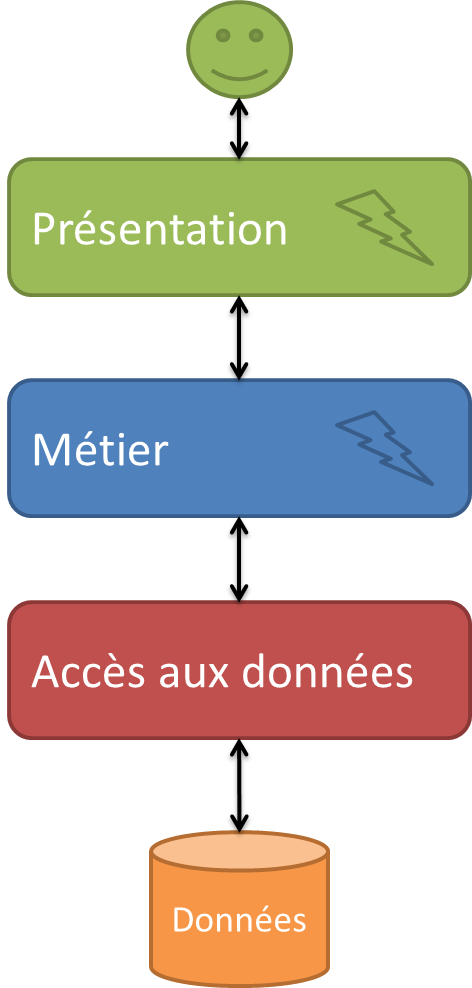 Présentation
Métier
Accès aux données
Données